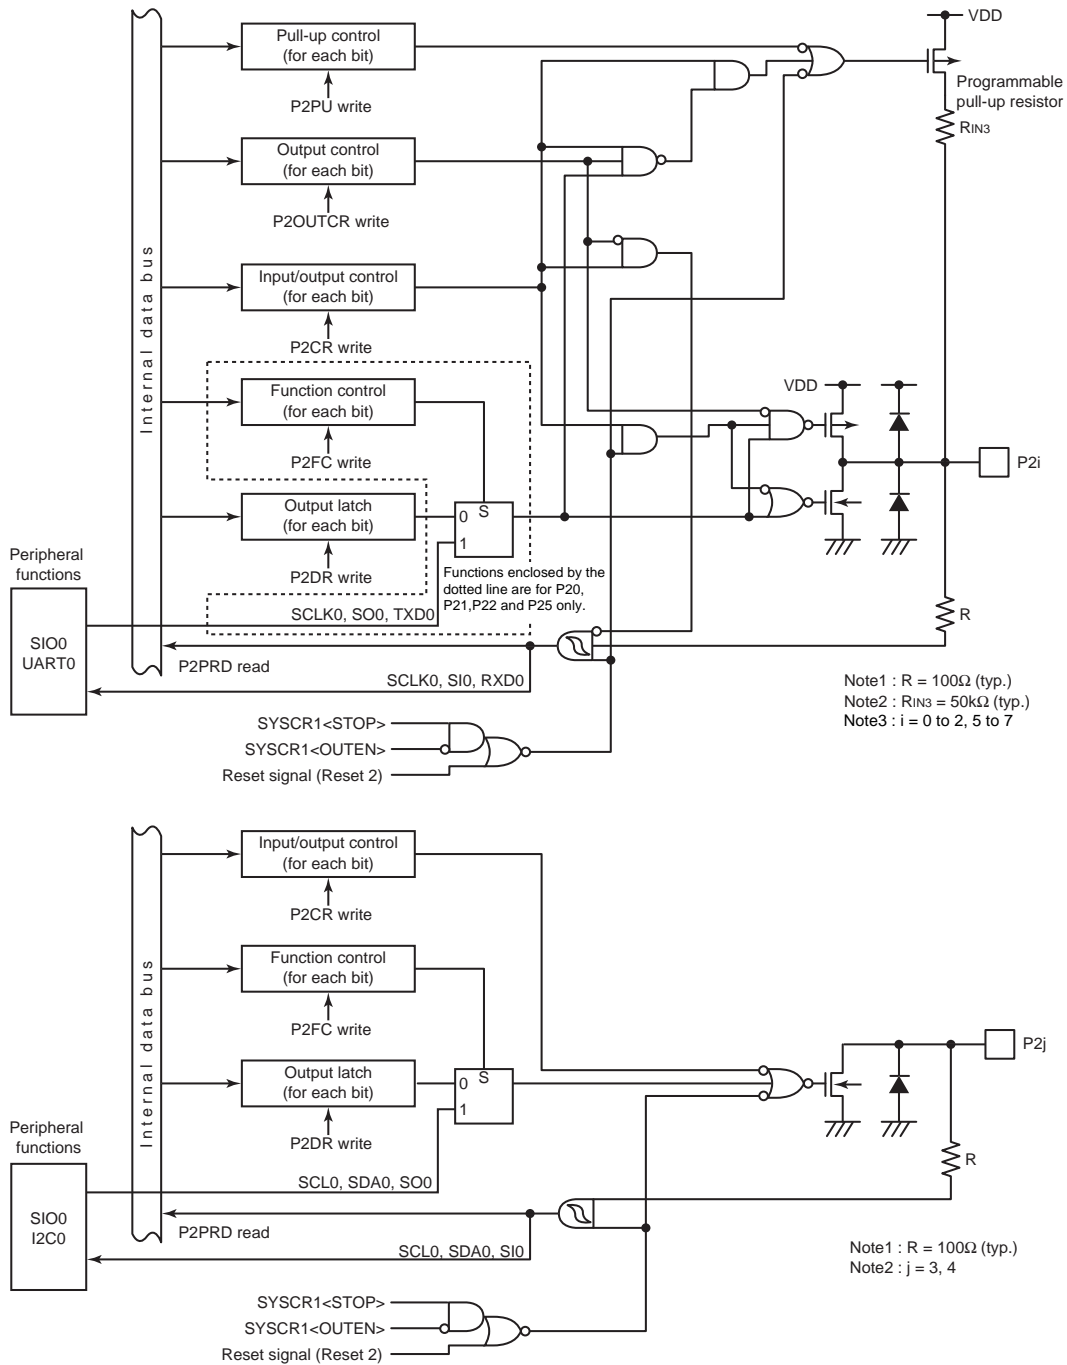 VDD
Pull-up control
(for each bit)
P2PU write
Programmable
pull-up resistor
RIN3
Output control
(for each bit)
P2OUTCR write
Internal data bus
Input/output control
(for each bit)
P2CR write
Function control
(for each bit)
P2FC write
VDD
P2i
Output latch
(for each bit)
P2DR write
0
S
1
Functions enclosed by the
dotted line are for P20,
P21,P22 and P25 only.
Peripheral
functions
SIO0
UART0
SCLK0, SO0, TXD0
R
P2PRD read
SCLK0, SI0, RXD0
Note1 : R = 100Ω (typ.)
Note2 : RIN3 = 50kΩ (typ.)
Note3 : i = 0 to 2, 5 to 7
SYSCR1<STOP>
SYSCR1<OUTEN>
Reset signal (Reset 2)
Internal data bus
Input/output control
(for each bit)
P2CR write
Function control
(for each bit)
P2FC write
P2j
Output latch
(for each bit)
P2DR write
0
S
1
Peripheral
functions
SIO0
I2C0
SCL0, SDA0, SO0
R
P2PRD read
SCL0, SDA0, SI0
Note1 : R = 100Ω (typ.)
Note2 : j = 3, 4
SYSCR1<STOP>
SYSCR1<OUTEN>
Reset signal (Reset 2)